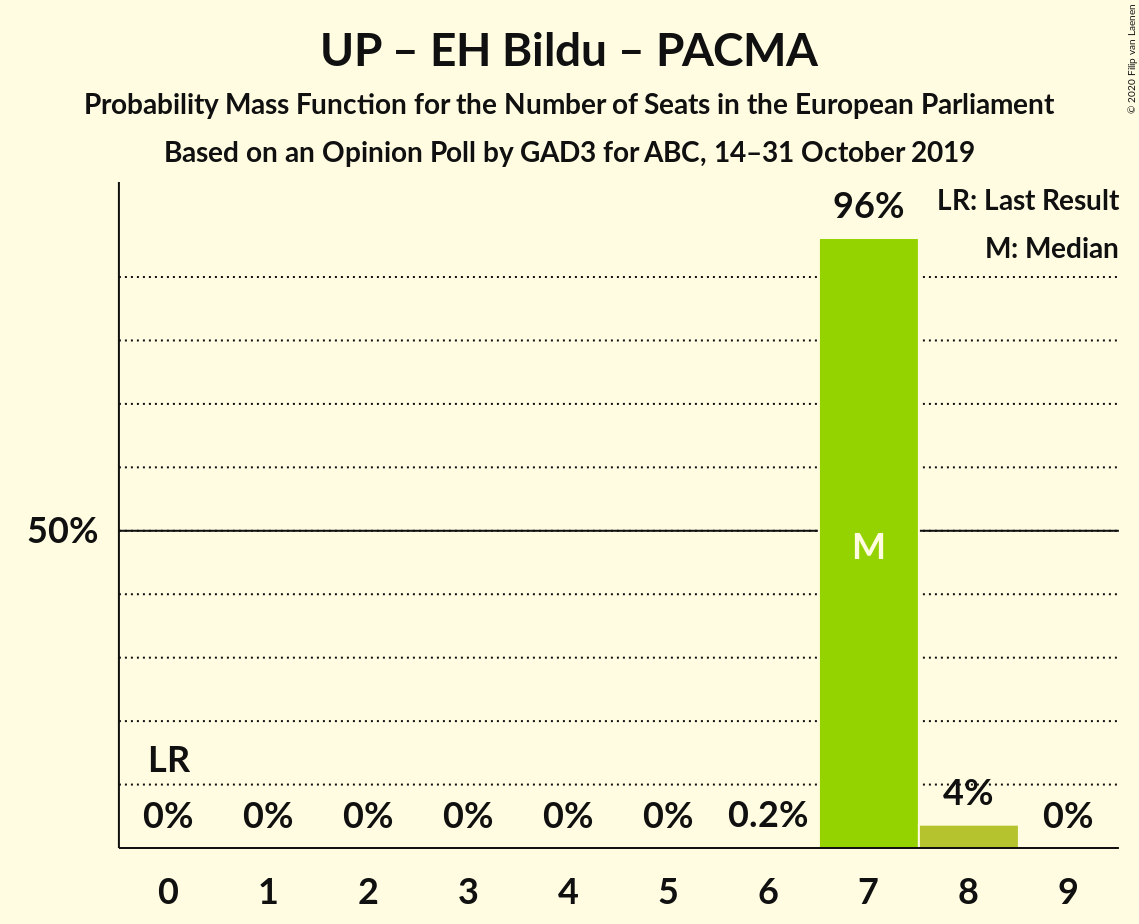 UP – EH Bildu – PACMA
Probability Mass Function for the Number of Seats in the European Parliament
Based on an Opinion Poll by GAD3 for ABC, 14–31 October 2019
© 2020 Filip van Laenen
LR: Last Result
M: Median
96%
50%
M
LR
0% 0% 0% 0% 0% 0% 0.2% 4% 0%
0 1 2 3 4 5 6 7 8 9